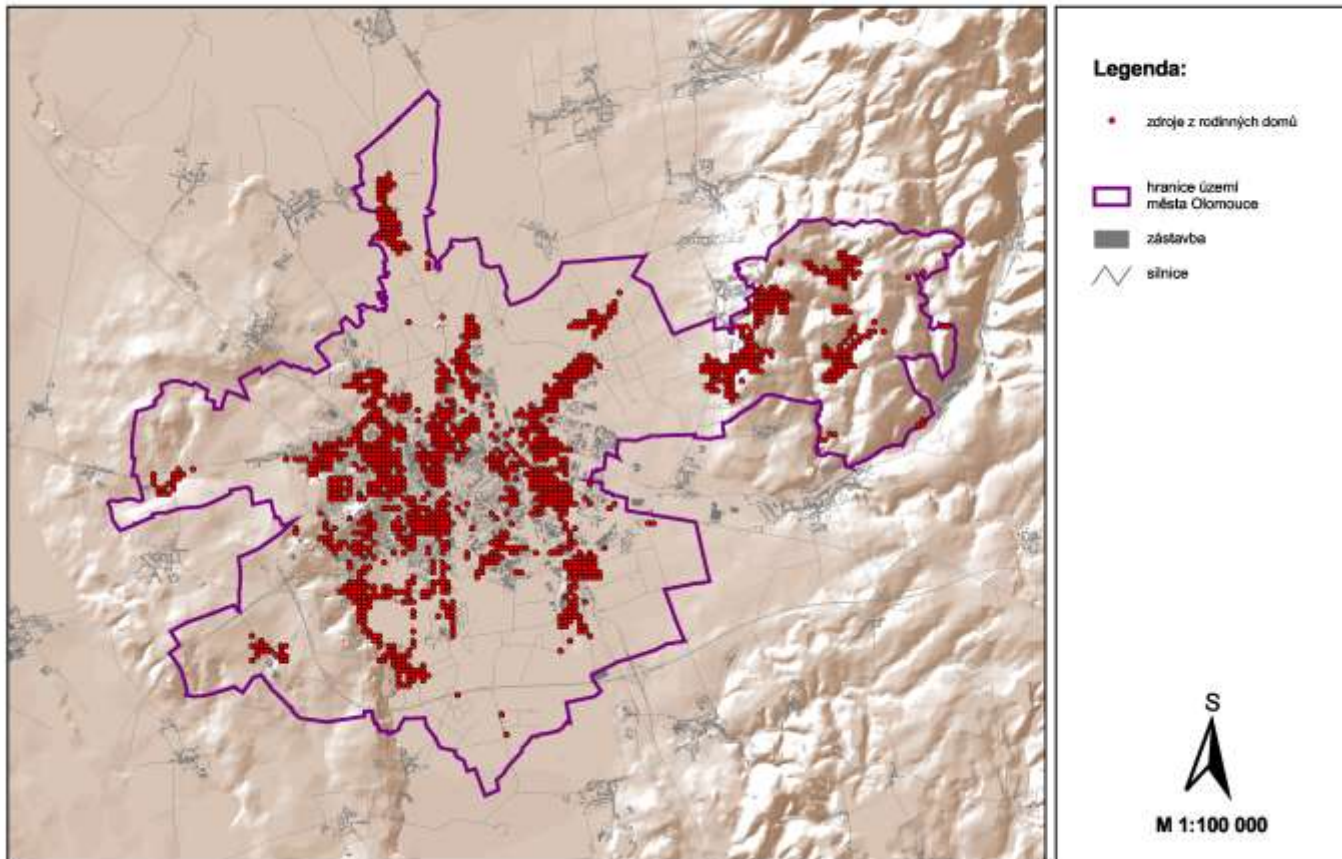 Legenda:
zdroje z rodinných domů
hranice území
města Olomouce
zástavba
silnice
S
M 1:100 000